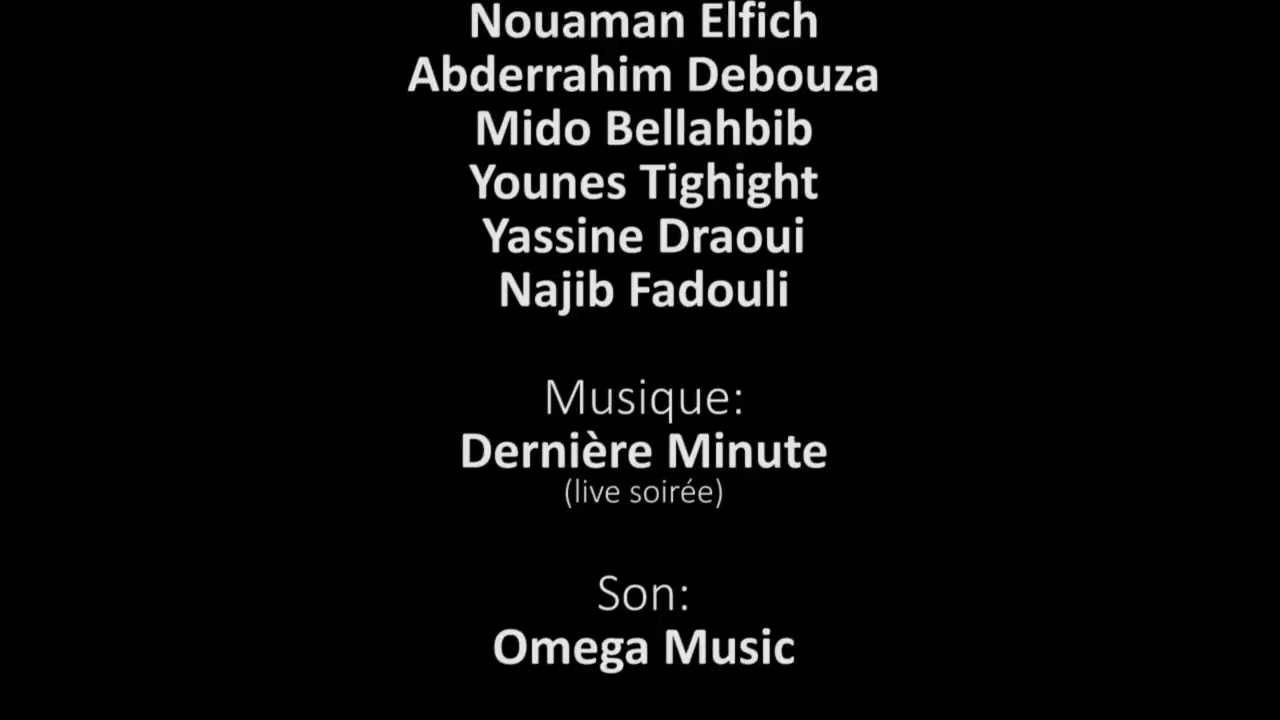 Nouaman Elfich
Abderrahim Debouza
Mido Bellahbib
Younes Tighight
Yassine Draoui
Najib Fadouli
Musique:
Dernière Minute
(live soirée)
Son:
Omega Music